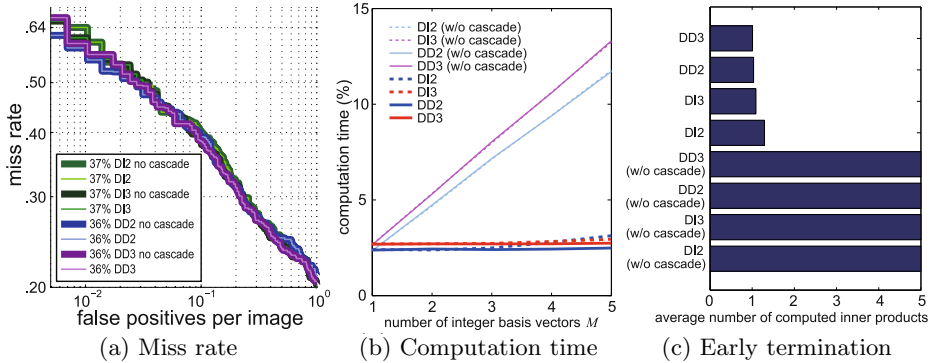 miss rate
.64
.50
.40
.30
.20
37% DI2 no cascade
37% DI2
37% DI3 no cascade
37% DI3
36% DD2 no cascade
36% DD2
36% DD3 no cascade
36% DD3
10⁻² 10⁻¹ 10⁰
false positives per image
(a) Miss rate
computation time (%)
15
10
5
0
DI2 (w/o cascade)
DI3 (w/o cascade)
DD2 (w/o cascade)
DD3 (w/o cascade)
DI2
DI3
DD2
DD3
1 2 3 4 5
number of integer basis vectors M
(b) Computation time
DD3
DD2
DI3
DI2
DD3
(w/o cascade)
DD2
(w/o cascade)
DI3
(w/o cascade)
DI2
(w/o cascade)
0 1 2 3 4 5
average number of computed inner products
(c) Early termination